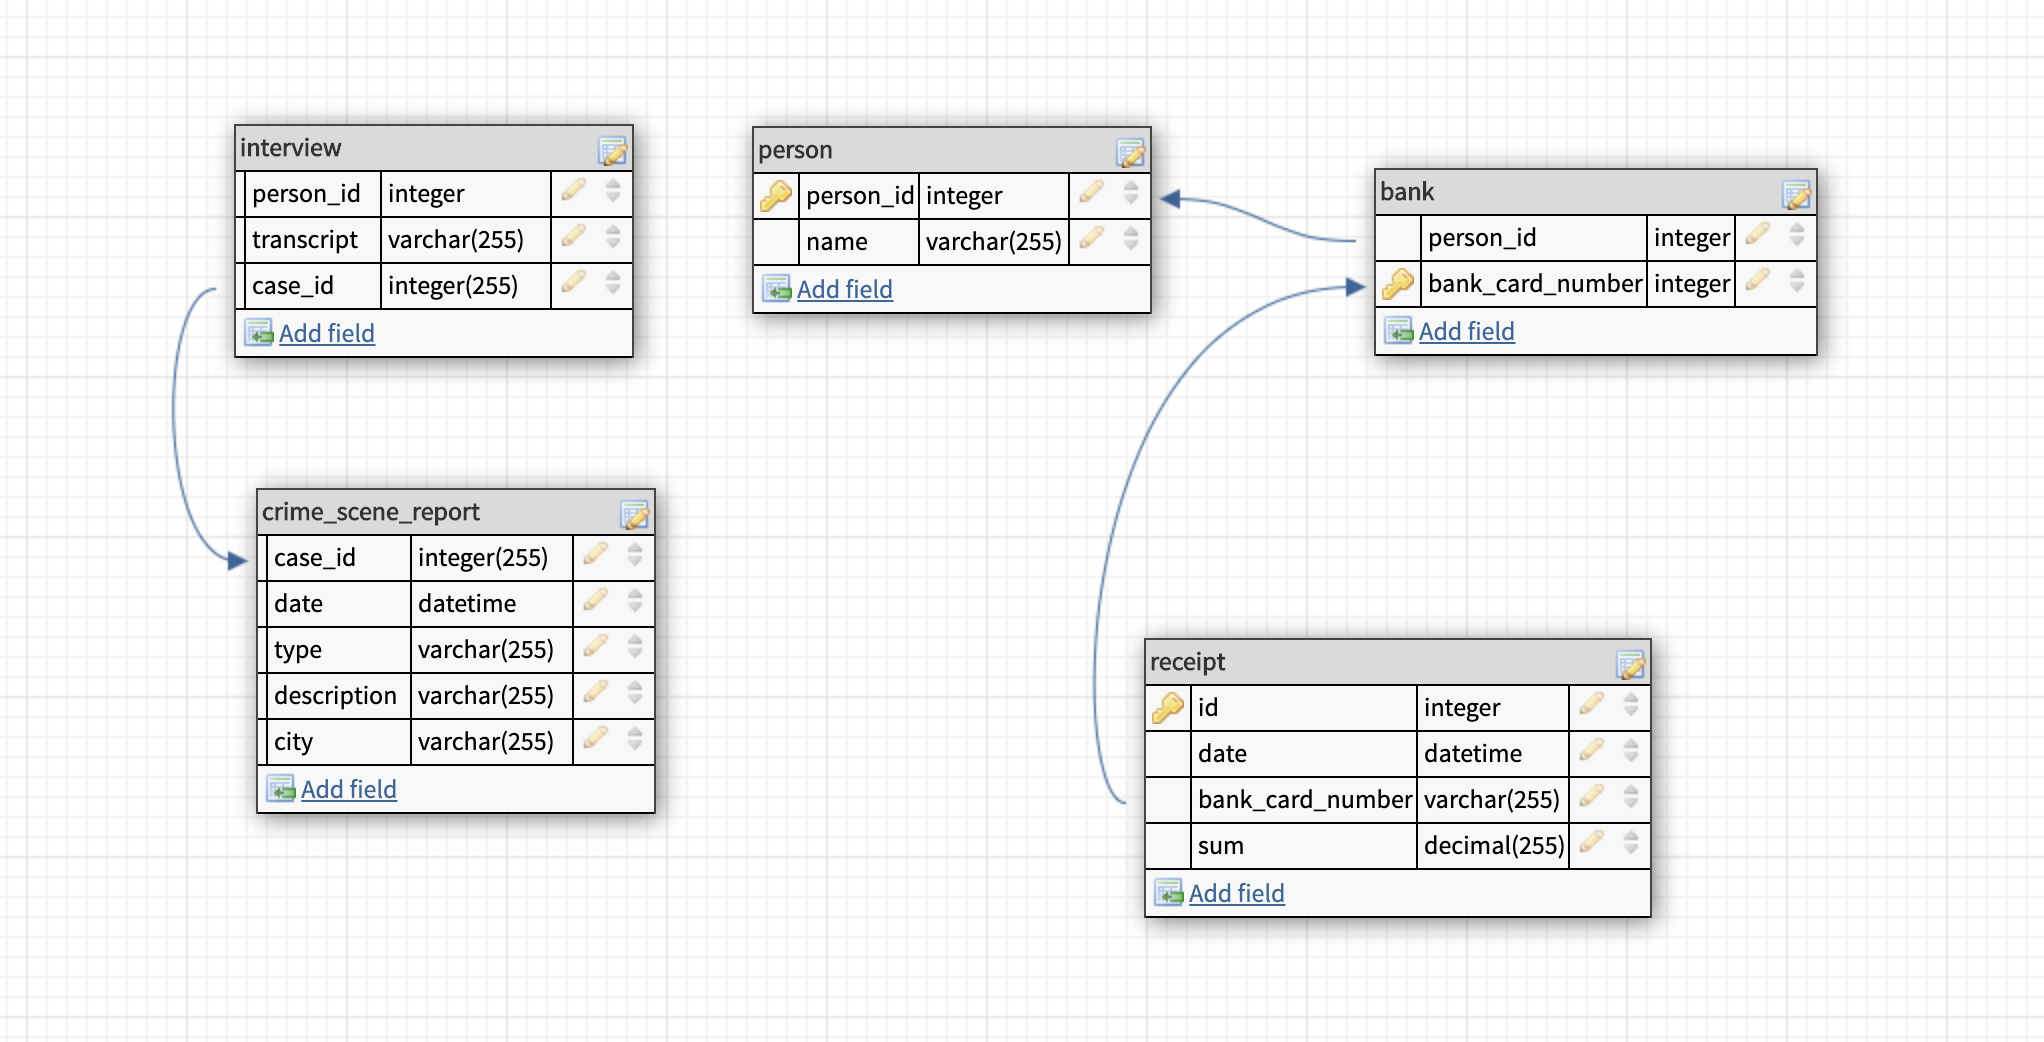 interview
person_id integer
transcript varchar(255)
case_id integer(255)
Add field
person
person_id integer
name varchar(255)
Add field
bank
person_id integer
bank_card_number integer
Add field
crime_scene_report
case_id integer(255)
date datetime
type varchar(255)
description varchar(255)
city varchar(255)
Add field
receipt
id integer
date datetime
bank_card_number varchar(255)
sum decimal(255)
Add field